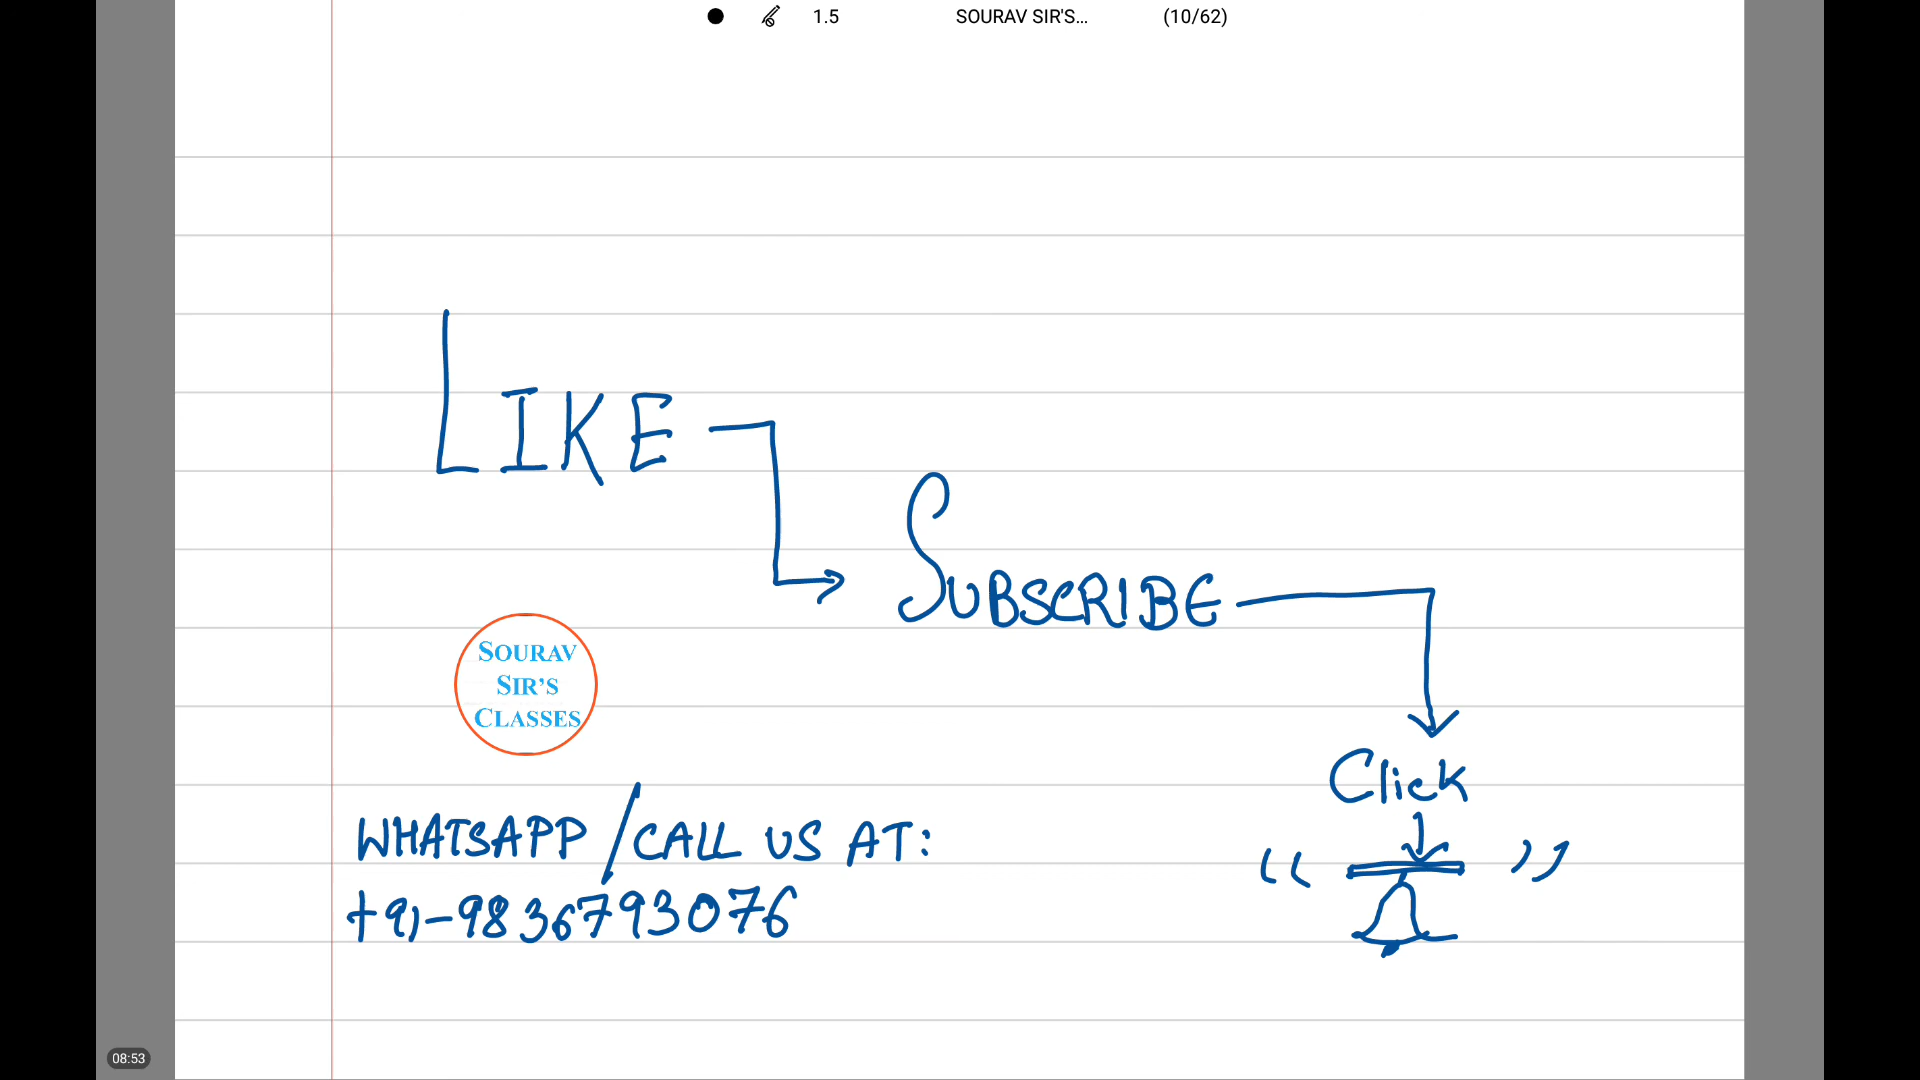 1.5 SOURAV SIR'S... (10/62)
LIKE
SUBSCRIBE
SOURAV
SIR'S
CLASSES
Click
WHATSAPP/CALL US AT:
“ ”
+91-9836793076
08:53